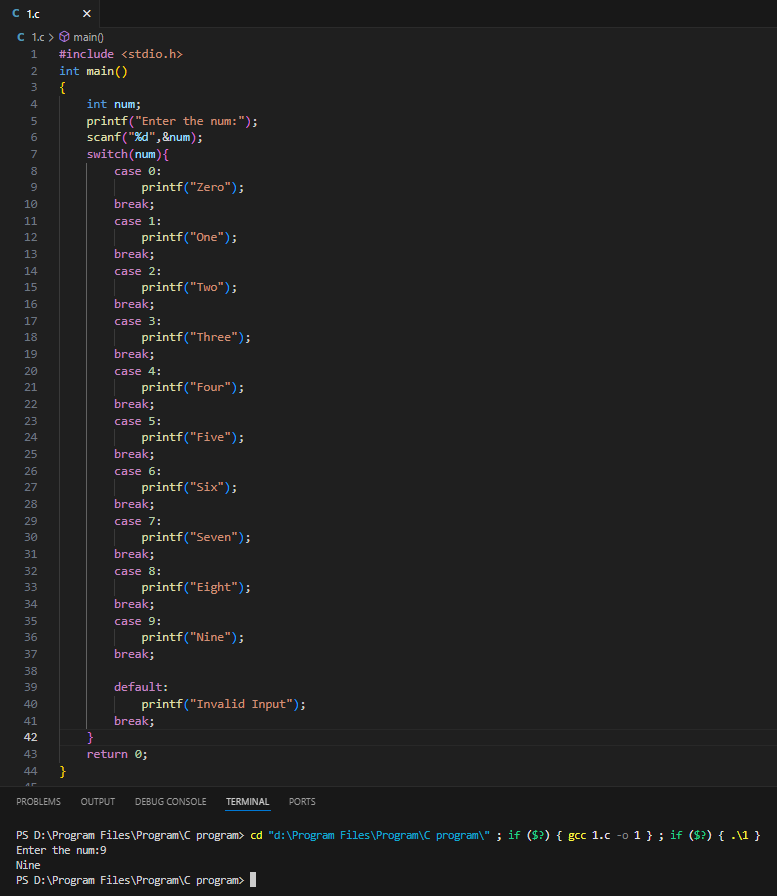 C 1.c ×
C 1.c > main()
1 #include <stdio.h>
2 int main()
3 {
4 int num;
5 printf("Enter the num:");
6 scanf("%d",&num);
7 switch(num){
8 case 0:
9 printf("Zero");
10 break;
11 case 1:
12 printf("One");
13 break;
14 case 2:
15 printf("Two");
16 break;
17 case 3:
18 printf("Three");
19 break;
20 case 4:
21 printf("Four");
22 break;
23 case 5:
24 printf("Five");
25 break;
26 case 6:
27 printf("Six");
28 break;
29 case 7:
30 printf("Seven");
31 break;
32 case 8:
33 printf("Eight");
34 break;
35 case 9:
36 printf("Nine");
37 break;
38
39 default:
40 printf("Invalid Input");
41 break;
42 }
43 return 0;
44 }
PROBLEMS OUTPUT DEBUG CONSOLE TERMINAL PORTS
PS D:\Program Files\Program\C program> cd "d:\Program Files\Program\C program\" ; if ($?) { gcc 1.c -o 1 } ; if ($?) { .\1 }
Enter the num:9
Nine
PS D:\Program Files\Program\C program>